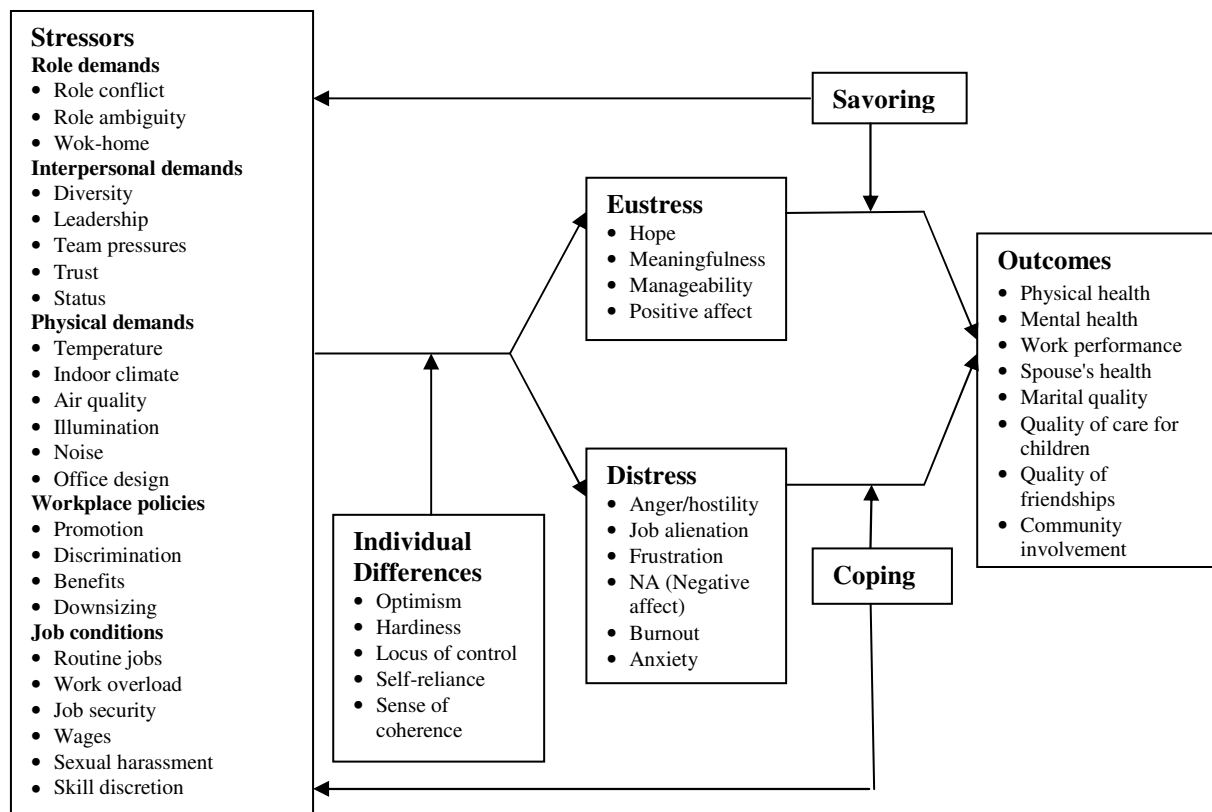 Stressors
Role demands
• Role conflict
• Role ambiguity
• Wok-home
Interpersonal demands
• Diversity
• Leadership
• Team pressures
• Trust
• Status
Physical demands
• Temperature
• Indoor climate
• Air quality
• Illumination
• Noise
• Office design
Workplace policies
• Promotion
• Discrimination
• Benefits
• Downsizing
Job conditions
• Routine jobs
• Work overload
• Job security
• Wages
• Sexual harassment
• Skill discretion
Individual
Differences
• Optimism
• Hardiness
• Locus of control
• Self-reliance
• Sense of
coherence
Eustress
• Hope
• Meaningfulness
• Manageability
• Positive affect
Distress
• Anger/hostility
• Job alienation
• Frustration
• NA (Negative
affect)
• Burnout
• Anxiety
Savoring
Coping
Outcomes
• Physical health
• Mental health
• Work performance
• Spouse's health
• Marital quality
• Quality of care for
children
• Quality of
friendships
• Community
involvement